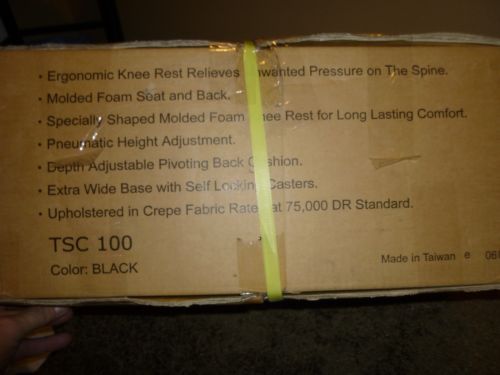 · Ergonomic Knee Rest Relieves Unwanted Pressure on The Spine.
· Molded Foam Seat and Back.
· Specially Shaped Molded Foam Knee Rest for Long Lasting Comfort.
· Pneumatic Height Adjustment.
· Depth Adjustable Pivoting Back Cushion.
· Extra Wide Base with Self Locking Casters.
· Upholstered in Crepe Fabric Rated at 75,000 DR Standard.
TSC 100
Color: BLACK
Made in Taiwan e 06